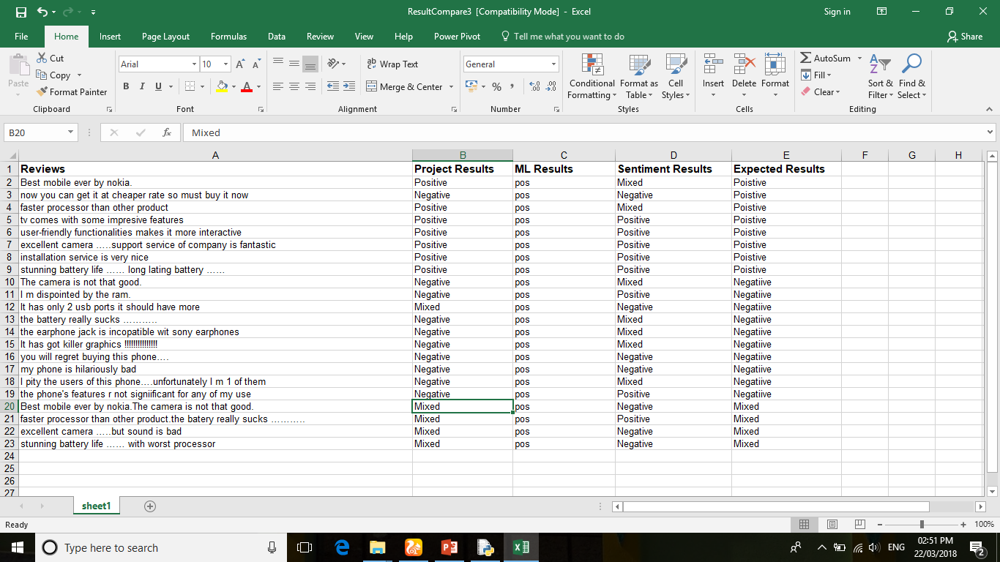 ResultCompare3 [Compatibility Mode] - Excel
Sign in
File Home Insert Page Layout Formulas Data Review View Help Power Pivot Tell me what you want to do Share
Paste
Cut
Copy
Format Painter
Clipboard
Arial 10
B I U
Font
Wrap Text
Merge & Center
Alignment
General
Number
Conditional Formatting
Format as Table
Cell Styles
Styles
Insert Delete Format
Cells
AutoSum
Fill
Clear
Sort & Filter
Find & Select
Editing
B20 fx Mixed
A B C D E F G H
1 Reviews Project Results ML Results Sentiment Results Expected Results
2 Best mobile ever by nokia. Positive pos Mixed Poistive
3 now you can get it at cheaper rate so must buy it now Negative pos Negative Poistive
4 faster processor than other product Positive pos Mixed Poistive
5 tv comes with some impresive features Positive pos Positive Poistive
6 user-friendly functionalities makes it more interactive Positive pos Positive Poistive
7 excellent camera …..support service of company is fantastic Positive pos Positive Poistive
8 installation service is very nice Positive pos Positive Poistive
9 stunning battery life …… long lating battery …… Positive pos Positive Poistive
10 The camera is not that good. Negative pos Mixed Negatiive
11 I m dispointed by the ram. Negative pos Positive Negatiive
12 It has only 2 usb ports it should have more Mixed pos Negative Negatiive
13 the battery really sucks ……….. Negative pos Mixed Negatiive
14 the earphone jack is incopatible wit sony earphones Negative pos Mixed Negatiive
15 It has got killer graphics !!!!!!!!!!!!!!! Negative pos Mixed Negatiive
16 you will regret buying this phone…. Negative pos Negative Negatiive
17 my phone is hilariously bad Negative pos Negative Negatiive
18 I pity the users of this phone….unfortunately I m 1 of them Negative pos Mixed Negatiive
19 the phone's features r not signiificant for any of my use Negative pos Positive Negatiive
20 Best mobile ever by nokia.The camera is not that good. Mixed pos Negative Mixed
21 faster processor than other product.the batery really sucks ……….. Mixed pos Positive Mixed
22 excellent camera …..but sound is bad Mixed pos Negative Mixed
23 stunning battery life …… with worst processor Mixed pos Negative Mixed
24
25
26
27
sheet1
Ready
100%
Type here to search
ENG
02:51 PM
22/03/2018
2